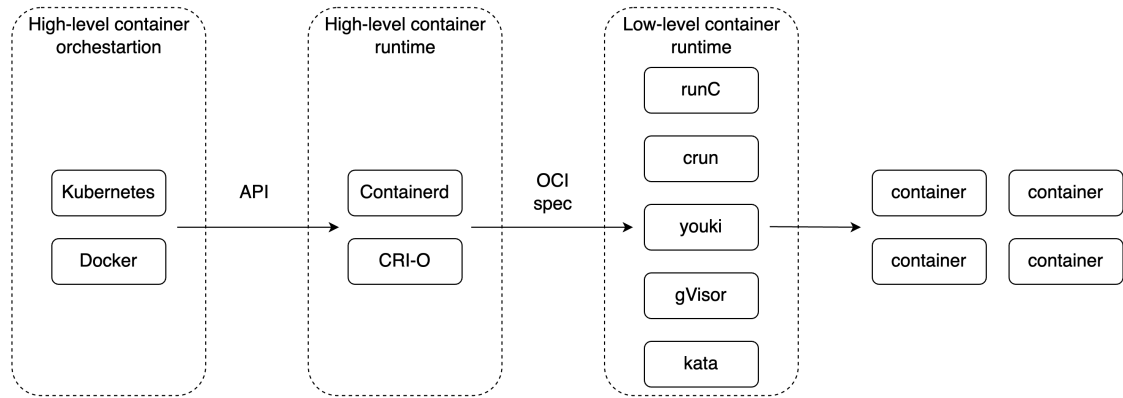 High-level container
orchestartion
Kubernetes
Docker
API
High-level container
runtime
Containerd
CRI-O
OCI
spec
Low-level container
runtime
runC
crun
youki
gVisor
kata
container
container
container
container